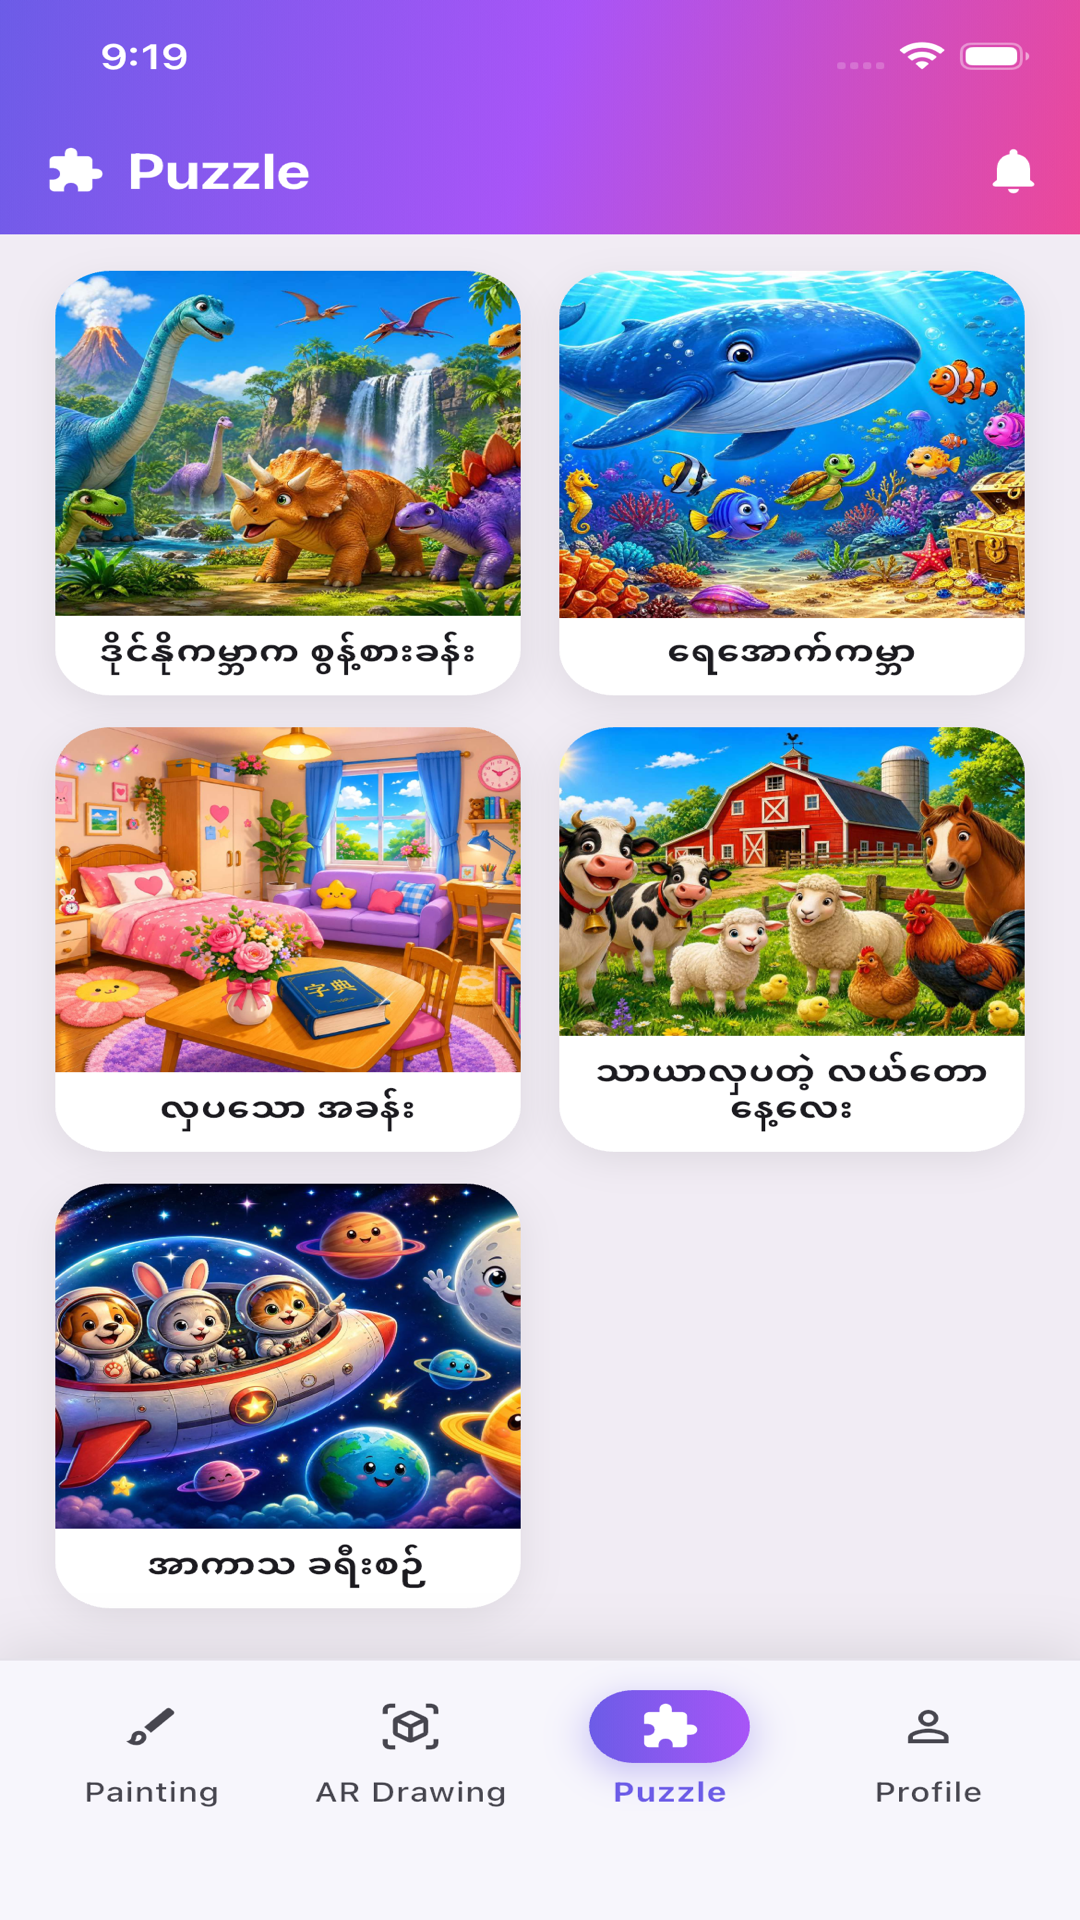 9:19
Puzzle
ဒိုင်နိုကမ္ဘာက စွန့်စားခန်း
ရေအောက်ကမ္ဘာ
字典
လှပသော အခန်း
သာယာလှပတဲ့ လယ်တော
နေ့လေး
အာကာသ ခရီးစဉ်
Painting
AR Drawing
Puzzle
Profile